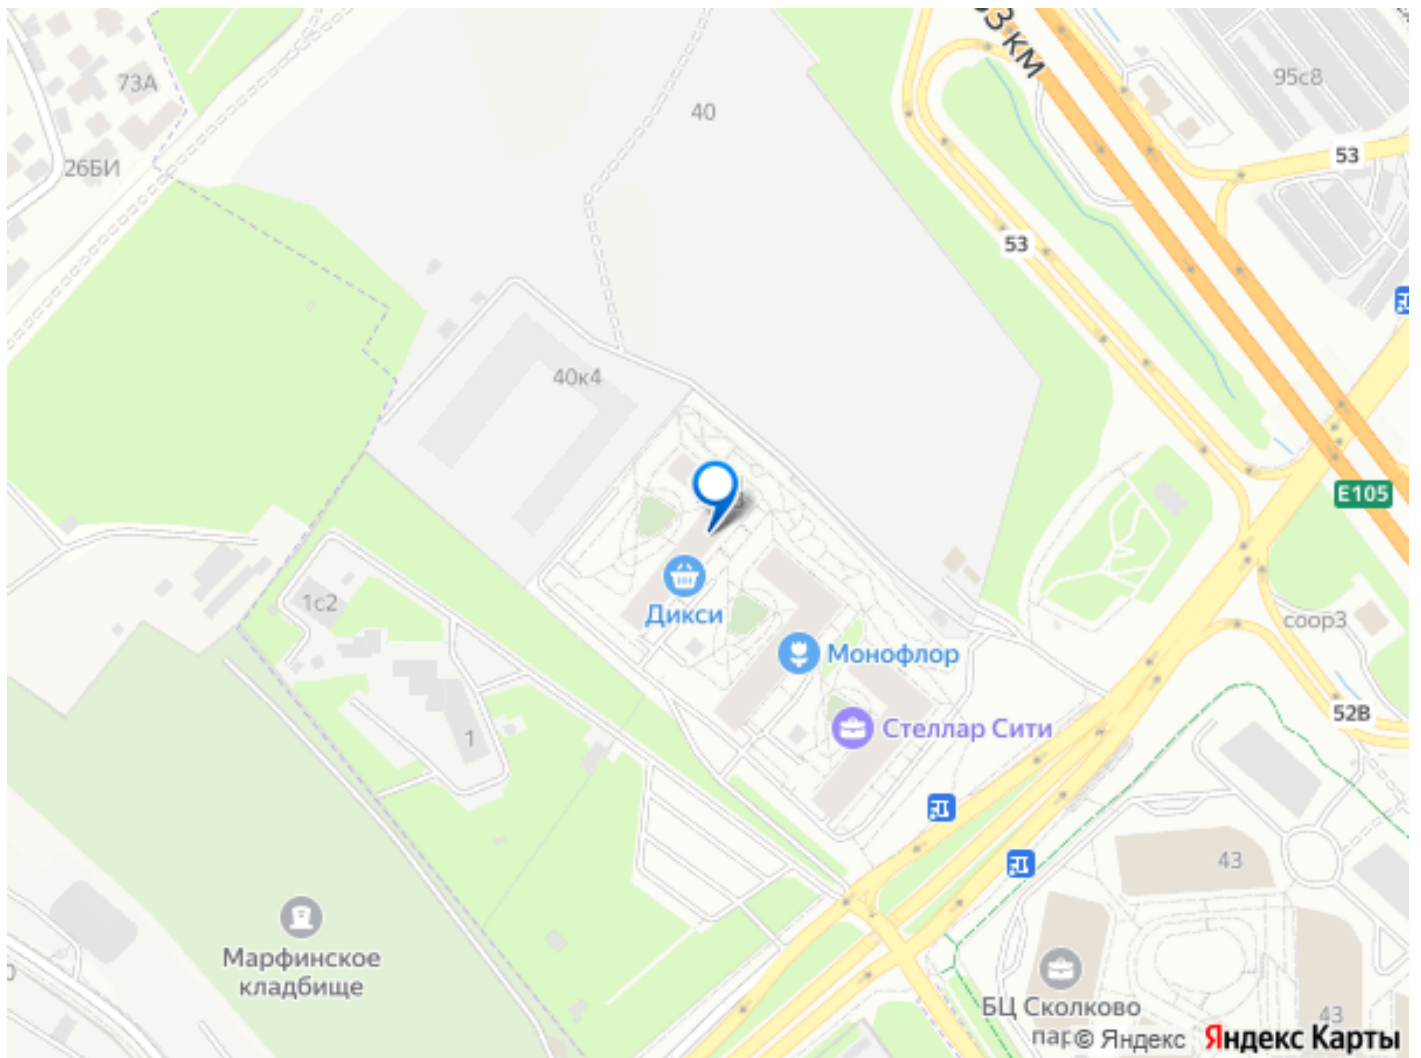 53 км
95с8
73А
40
53
26БИ
53
40к4
E105
1с2
Дикси
соор3
Монофлор
52В
Стеллар Сити
1
43
Марфинское
кладбище
БЦ Сколково
43
© Яндекс
Яндекс Карты